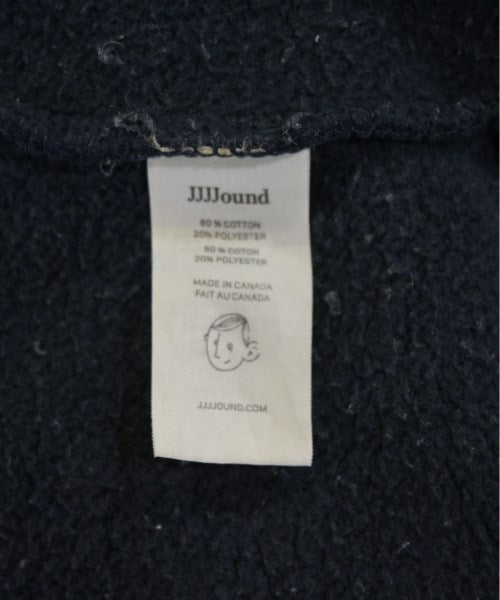 JJJJound
80 % COTTON
20% POLYESTER
80 % COTON
20% POLYESTER
MADE IN CANADA
FAIT AU CANADA
JJJJOUND.COM